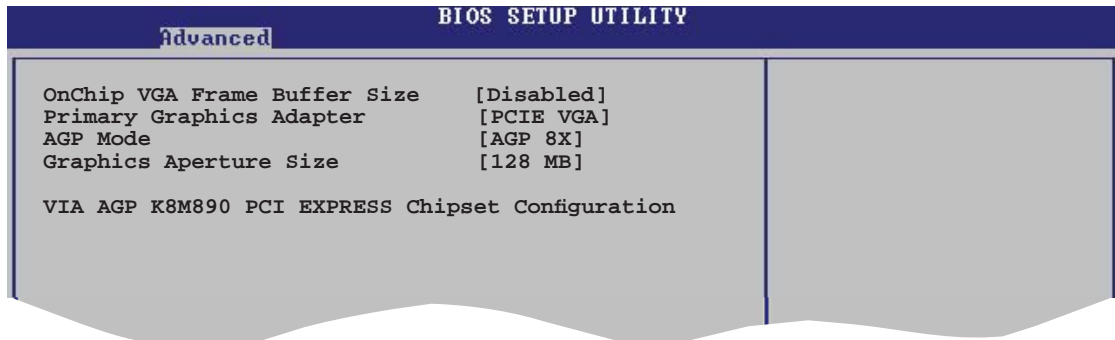 BIOS SETUP UTILITY
Advanced
OnChip VGA Frame Buffer Size [Disabled]
Primary Graphics Adapter [PCIE VGA]
AGP Mode [AGP 8X]
Graphics Aperture Size [128 MB]
VIA AGP K8M890 PCI EXPRESS Chipset Configuration